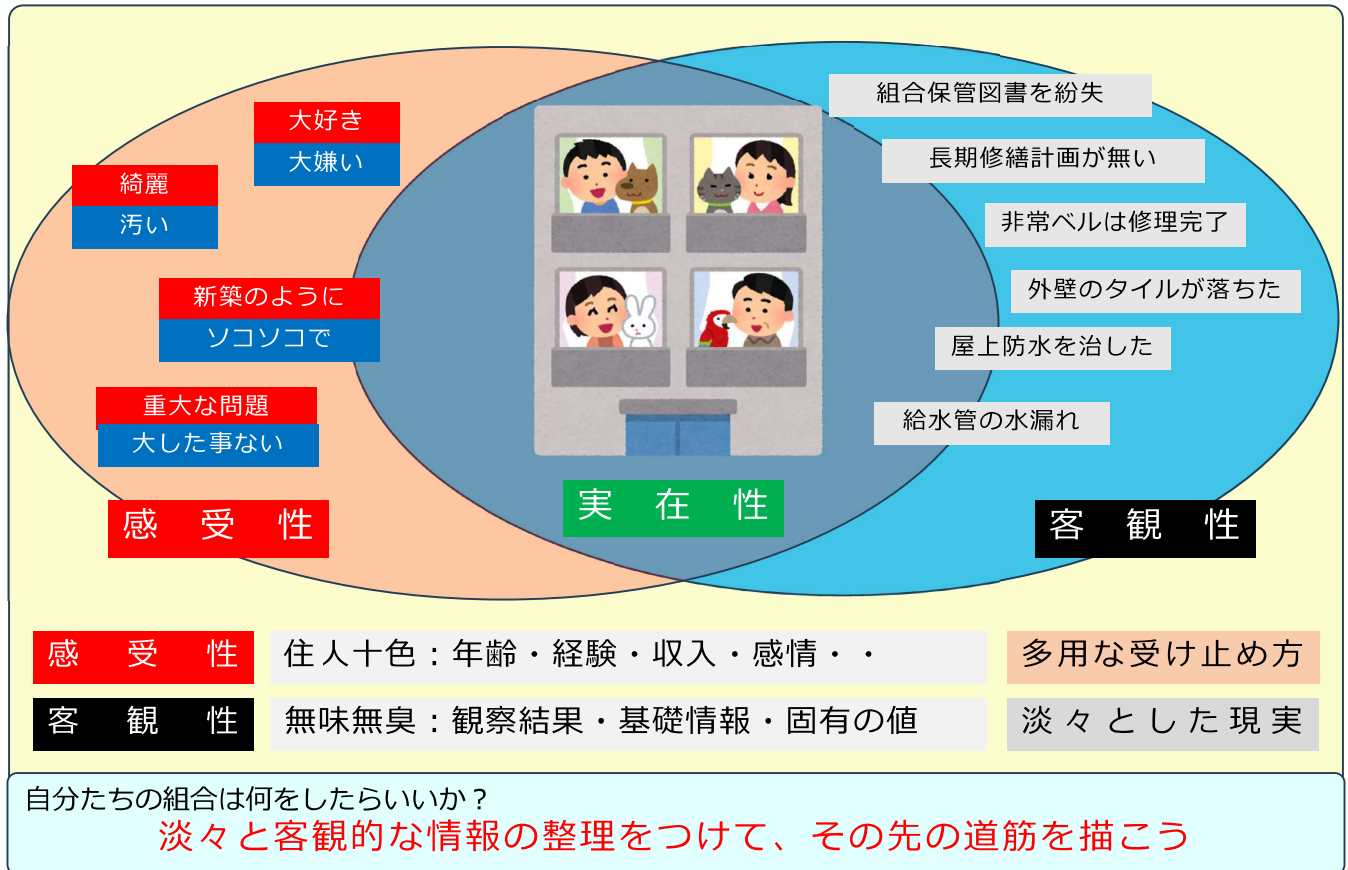 大好き
大嫌い
綺麗
汚い
新築のように
ソコソコで
重大な問題
大した事ない
感受性
実在性
組合保管図書を紛失
長期修繕計画が無い
非常ベルは修理完了
外壁のタイルが落ちた
屋上防水を治した
給水管の水漏れ
客観性
感受性 住人十色：年齢・経験・収入・感情・・ 多用な受け止め方
客観性 無味無臭：観察結果・基礎情報・固有の値 淡々とした現実
自分たちの組合は何をしたらいいか？
淡々と客観的な情報の整理をつけて、その先の道筋を描こう